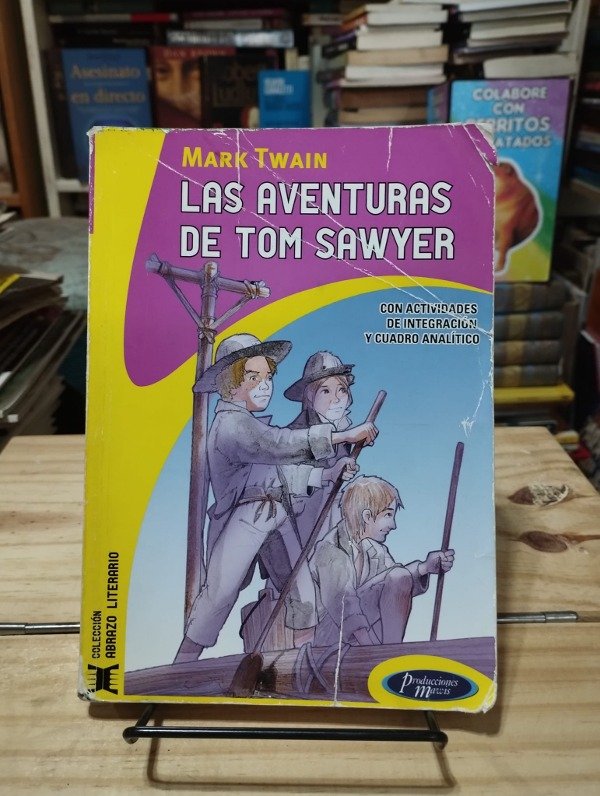 MARK TWAIN
LAS AVENTURAS
DE TOM SAWYER
CON ACTIVIDADES
DE INTEGRACIÓN
Y CUADRO ANALÍTICO
COLECCIÓN
ABRAZO LITERARIO
Producciones
Mawis
Asesinato
en directo
COLABORE
CON